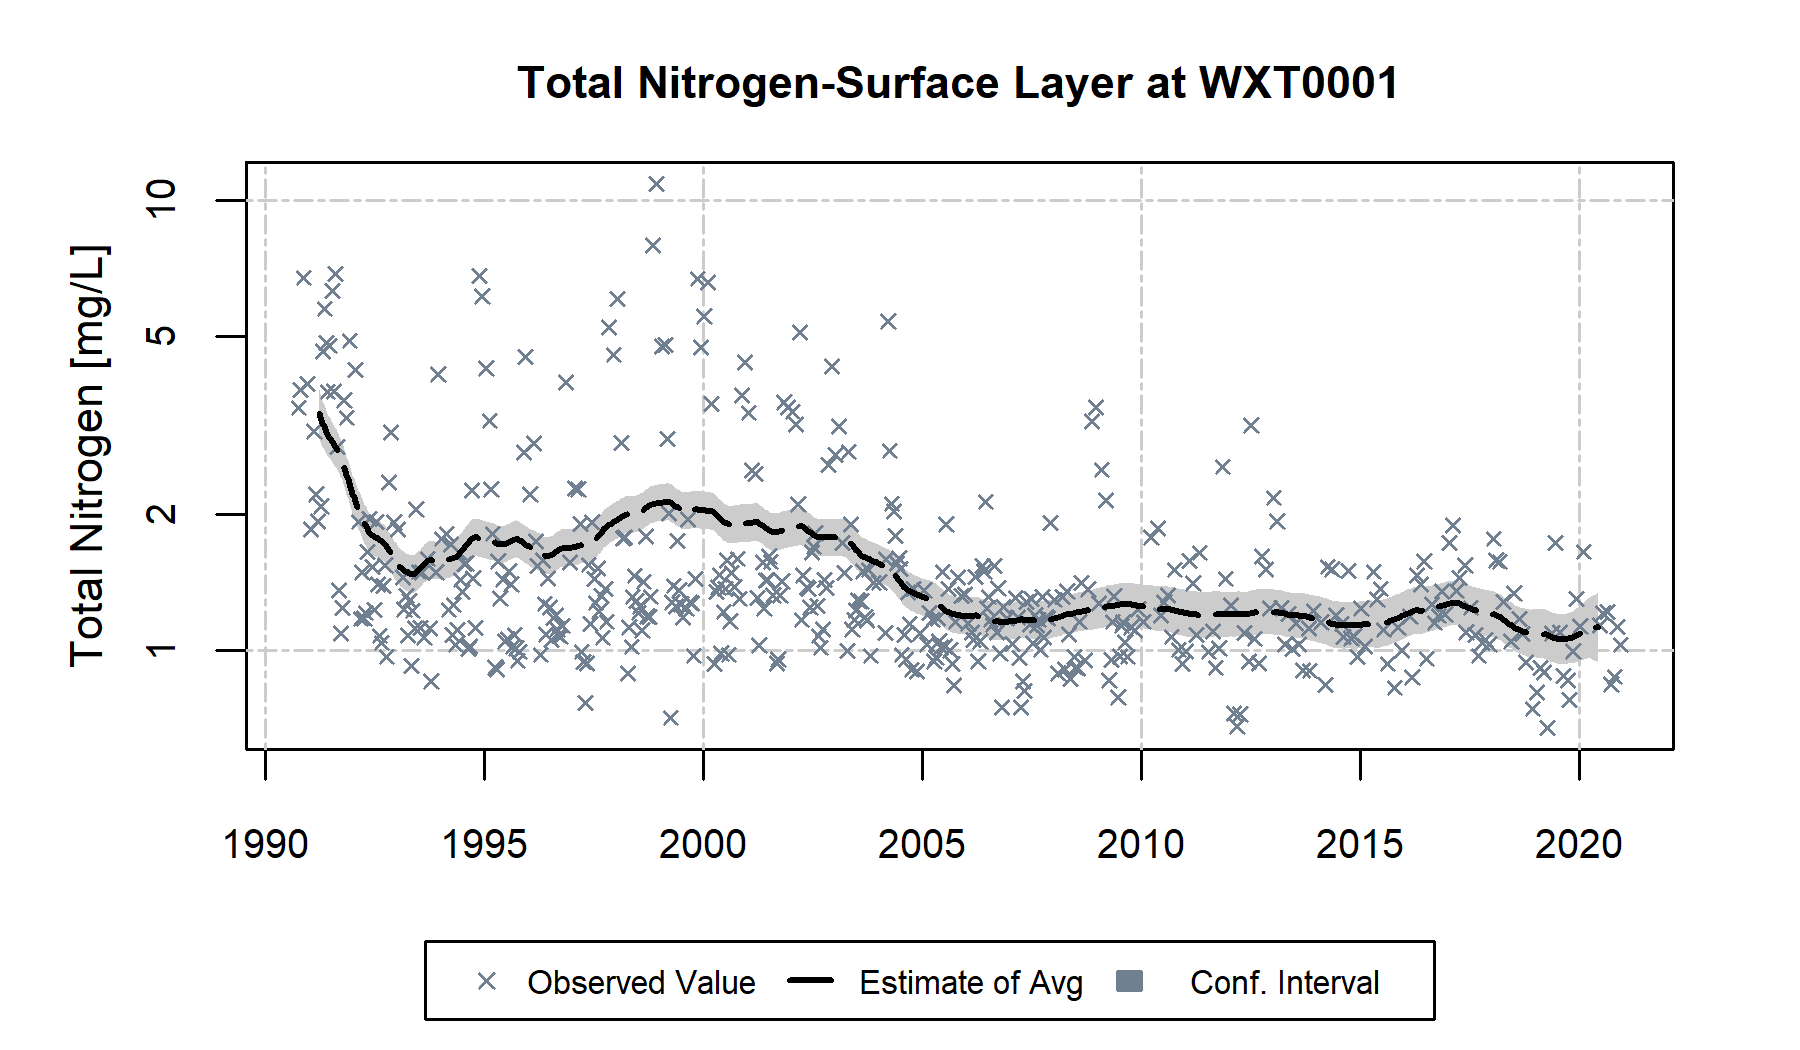 Total Nitrogen-Surface Layer at WXT0001
Total Nitrogen [mg/L]
10
5
2
1
1990 1995 2000 2005 2010 2015 2020
Observed Value Estimate of Avg Conf. Interval